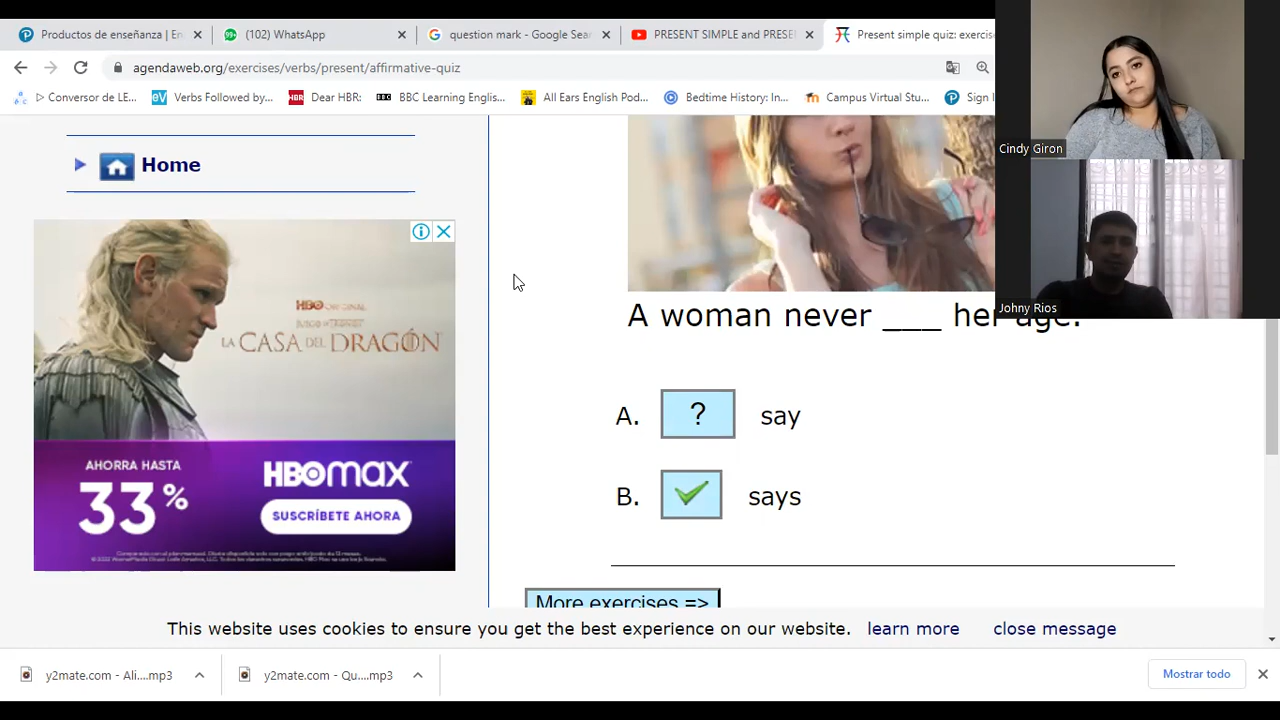 Productos de enseñanza | En
(102) WhatsApp
question mark - Google Sea
PRESENT SIMPLE and PRESE
Present simple quiz: exercise
agendaweb.org/exercises/verbs/present/affirmative-quiz
▷ Conversor de LE...
Verbs Followed by...
HBR Dear HBR:
BBC Learning Englis...
All Ears English Pod...
Bedtime History: In...
Campus Virtual Stu...
Sign I
Cindy Giron
Johny Rios
Home
HBO ORIGINAL
LA CASA DEL DRAGÓN
AHORRA HASTA
33%
HBOMAX
SUSCRÍBETE AHORA
A woman never ___ her age.
A. ? say
B. says
More exercises =>
This website uses cookies to ensure you get the best experience on our website. learn more close message
y2mate.com - Ali....mp3
y2mate.com - Qu....mp3
Mostrar todo